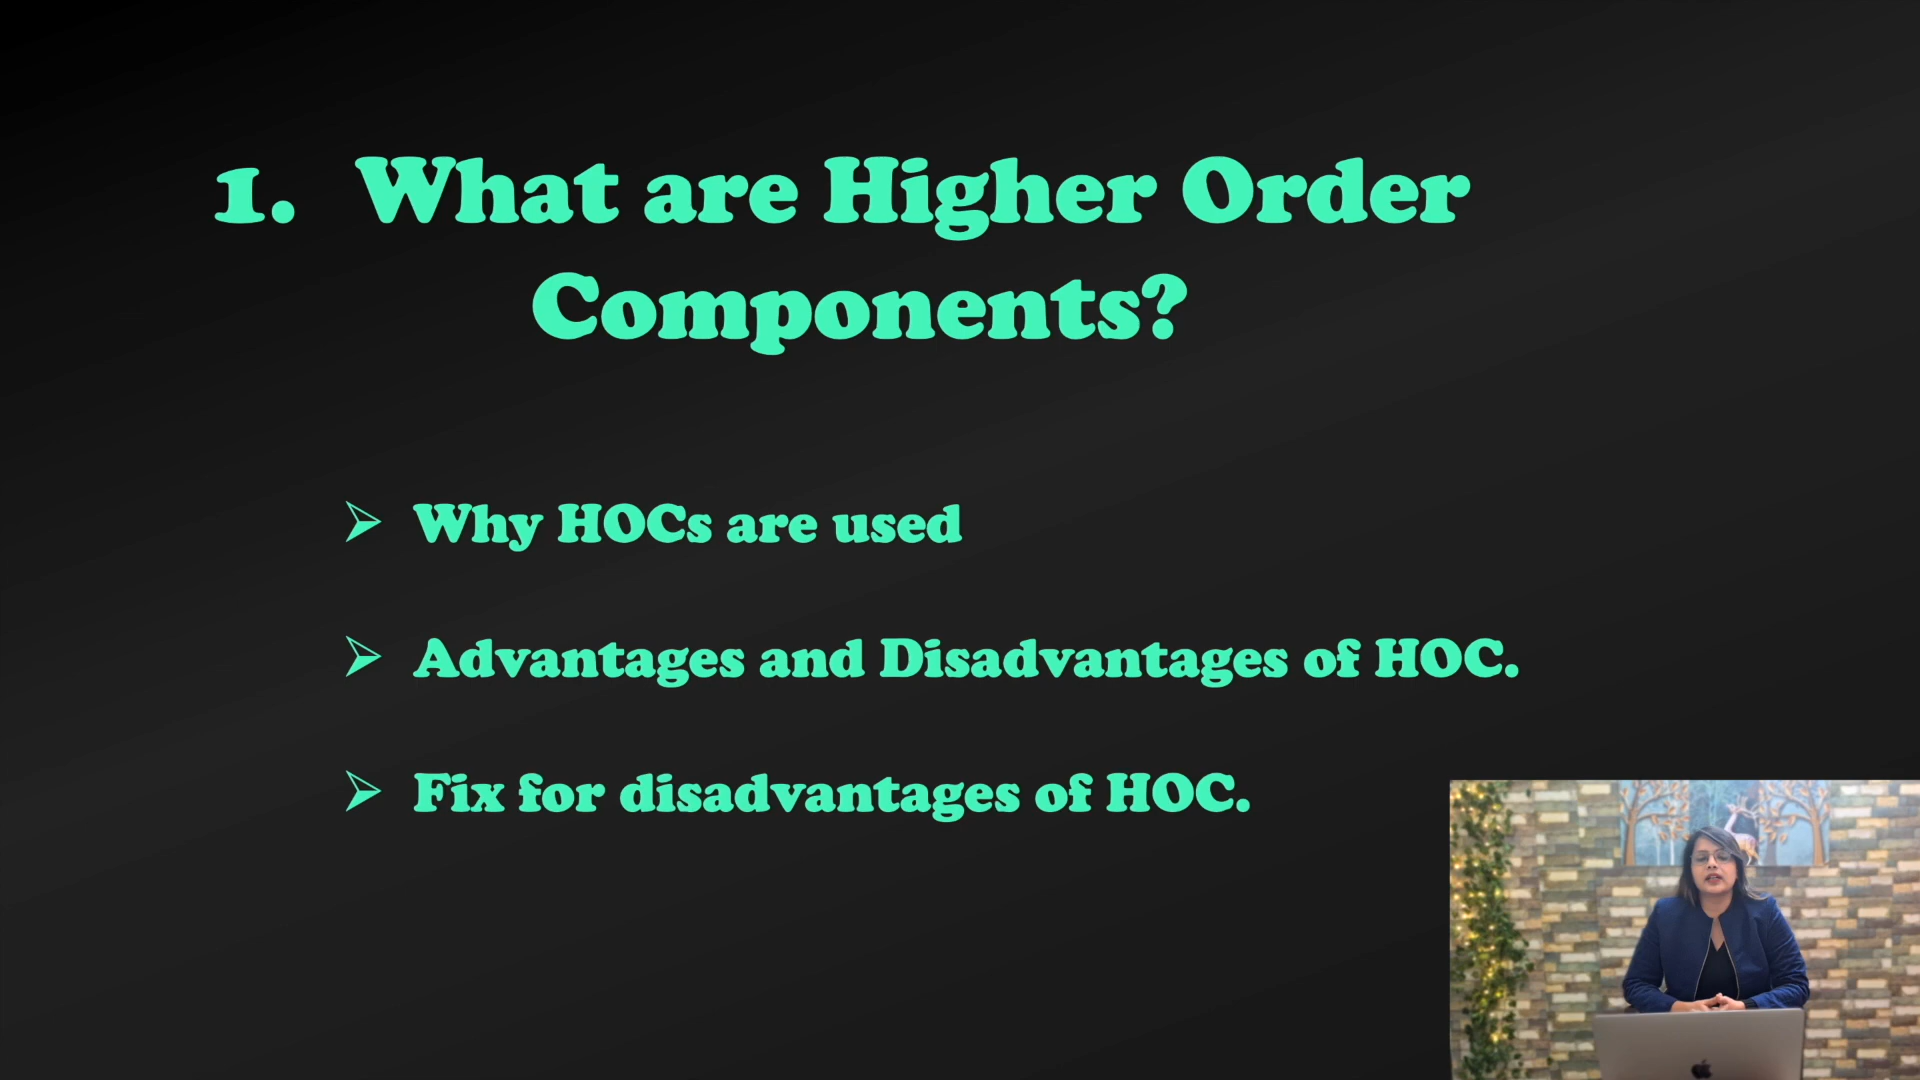 1. What are Higher Order
Components?
➢ Why HOCs are used
➢ Advantages and Disadvantages of HOC.
➢ Fix for disadvantages of HOC.